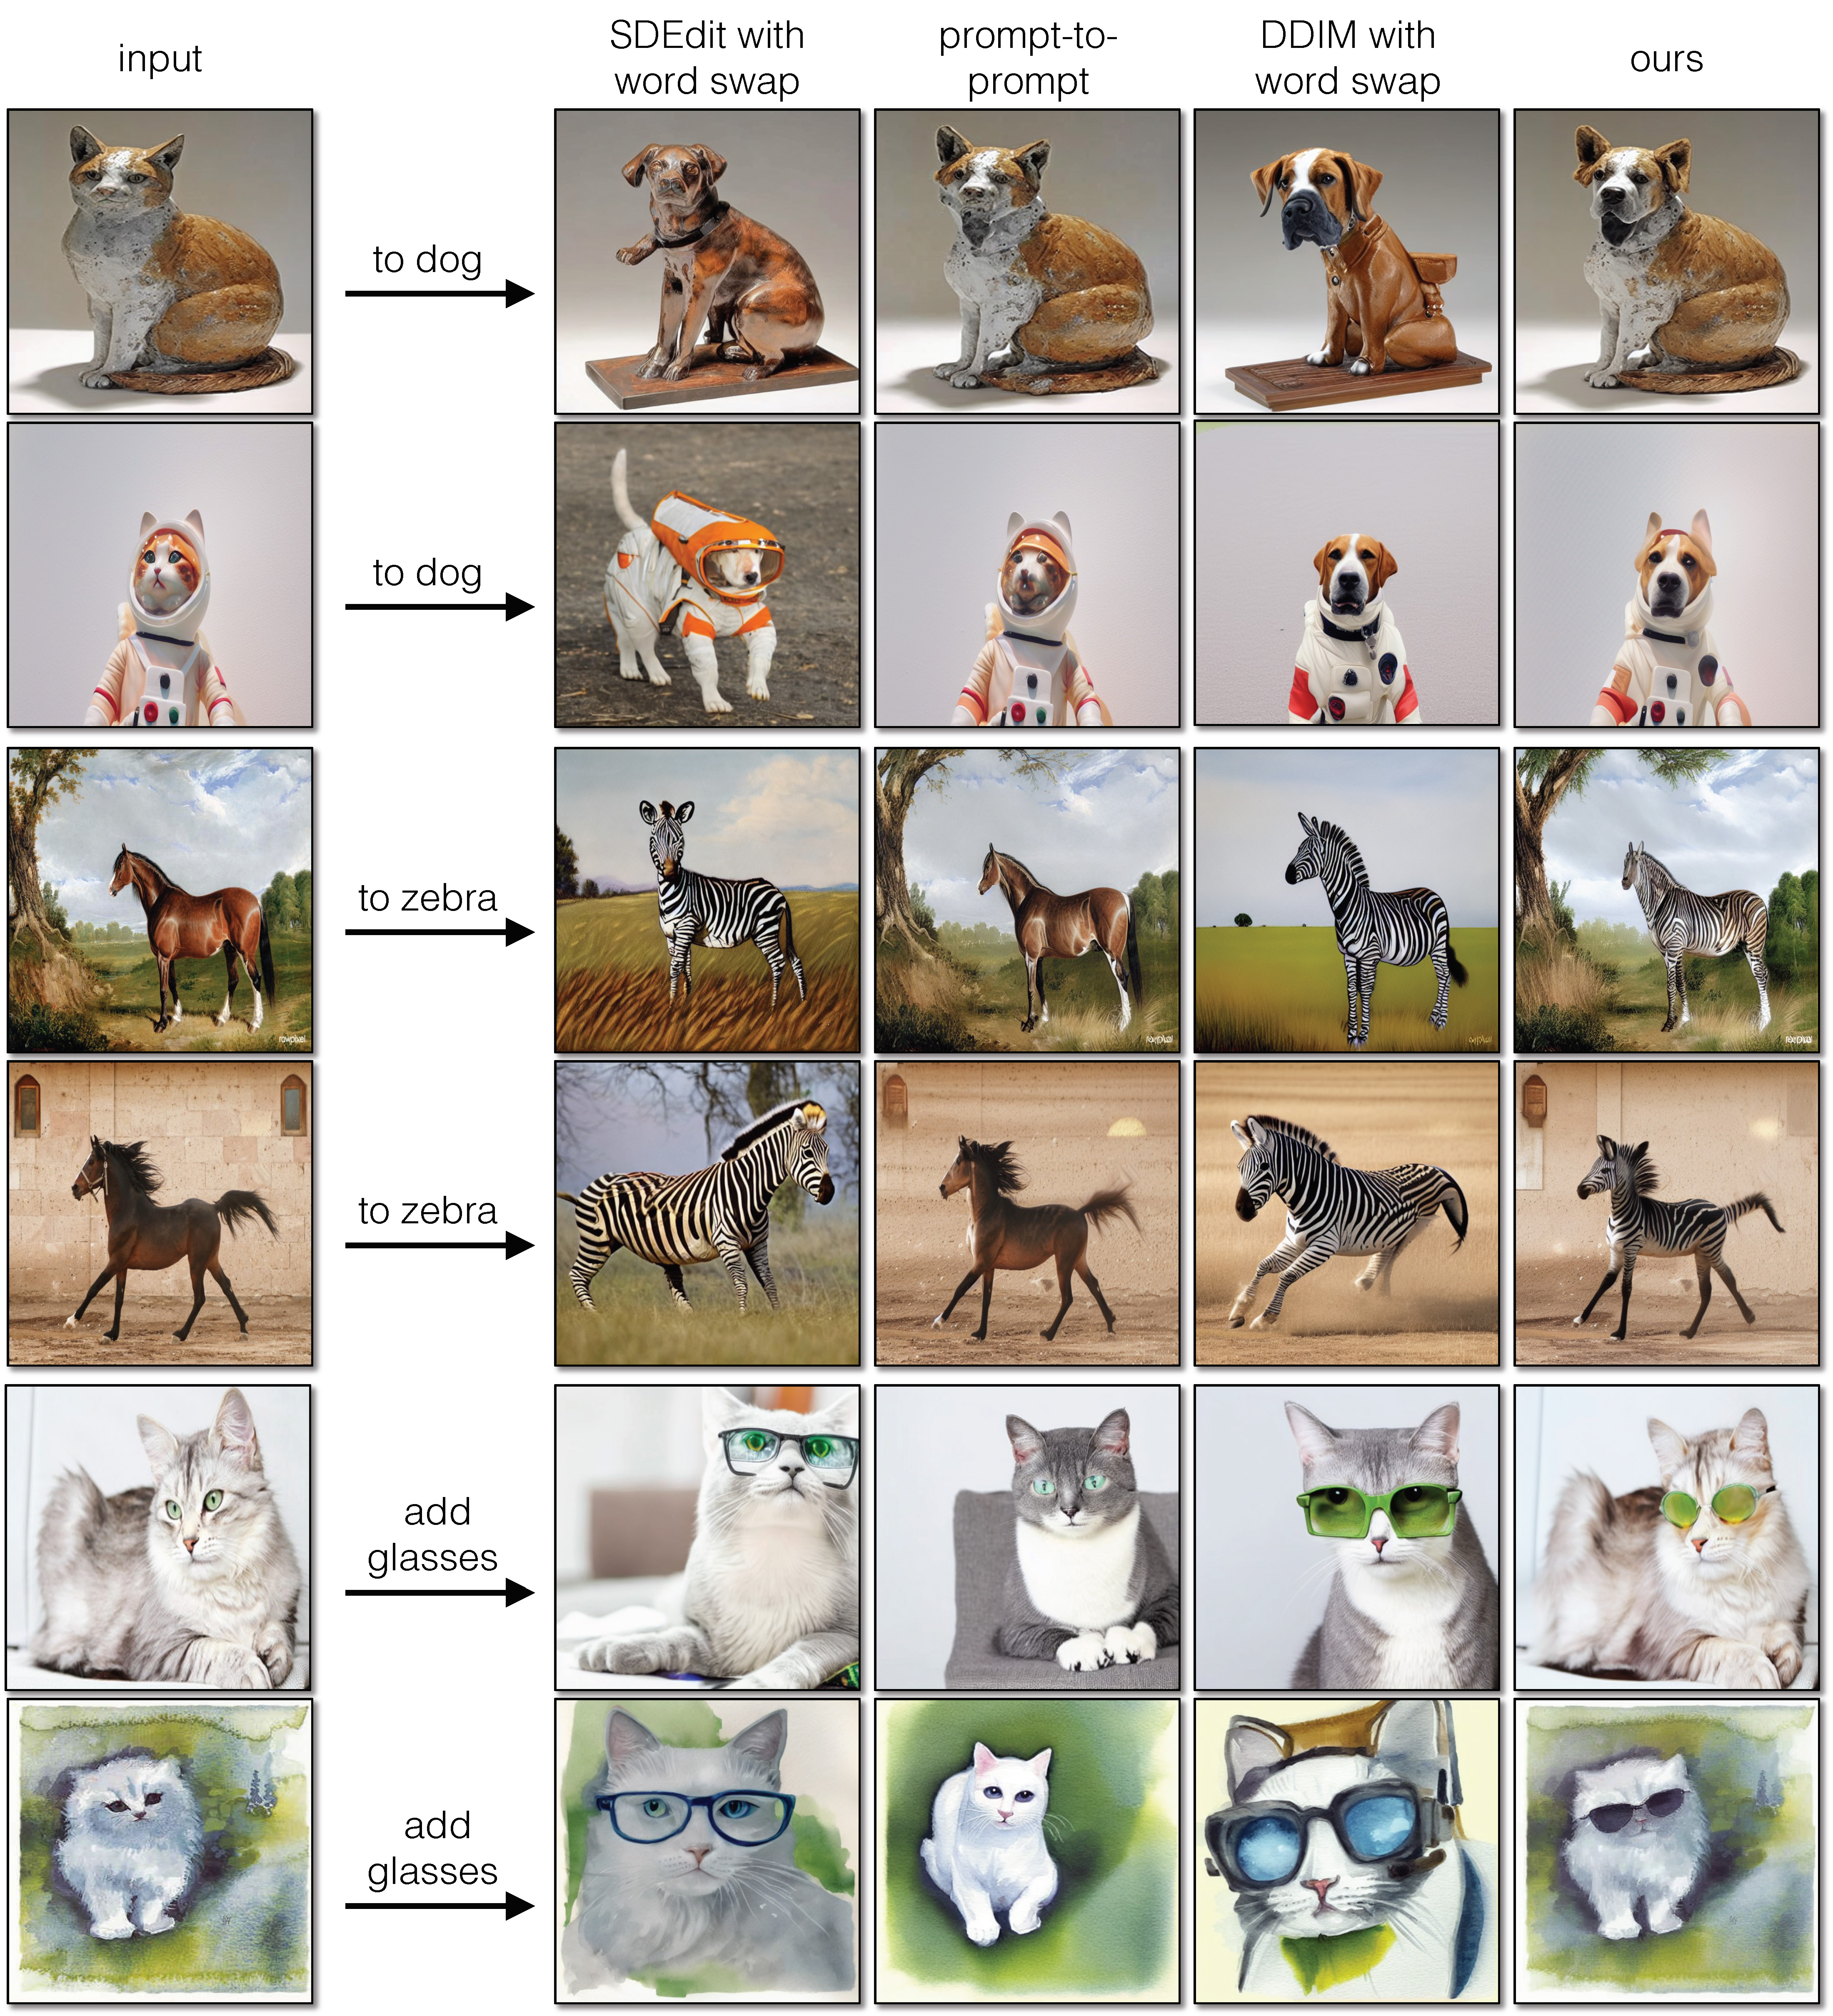 input
SDEdit with
word swap
prompt-to-
prompt
DDIM with
word swap
ours
to dog
to dog
to zebra
rawpixel
to zebra
add
glasses
add
glasses